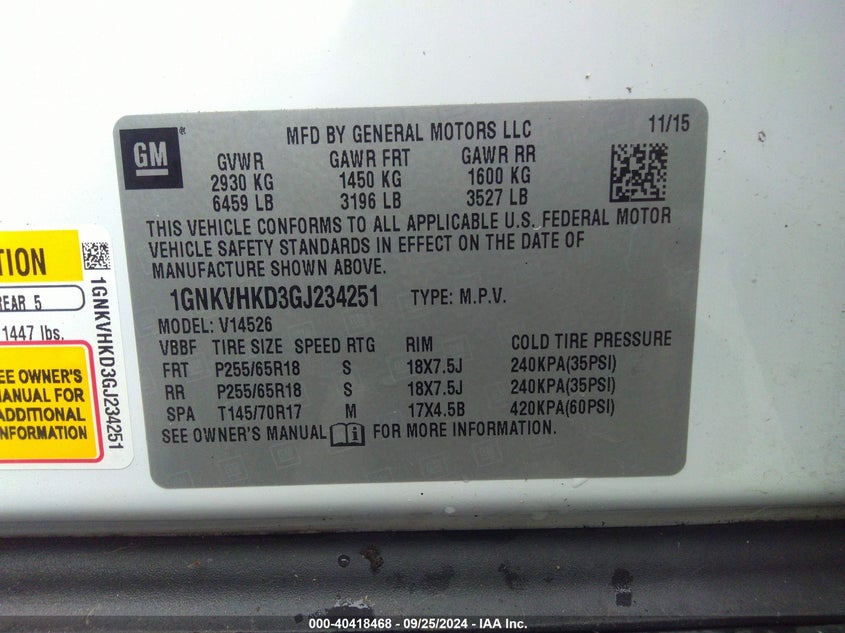 GM®
MFD BY GENERAL MOTORS LLC
11/15
GVWR GAWR FRT GAWR RR
2930 KG 1450 KG 1600 KG
6459 LB 3196 LB 3527 LB
THIS VEHICLE CONFORMS TO ALL APPLICABLE U.S. FEDERAL MOTOR
VEHICLE SAFETY STANDARDS IN EFFECT ON THE DATE OF
MANUFACTURE SHOWN ABOVE.
1GNKVHKD3GJ234251 TYPE: M.P.V.
MODEL: V14526
VBBF TIRE SIZE SPEED RTG RIM COLD TIRE PRESSURE
FRT P255/65R18 S 18X7.5J 240KPA(35PSI)
RR P255/65R18 S 18X7.5J 240KPA(35PSI)
SPA T145/70R17 M 17X4.5B 420KPA(60PSI)
SEE OWNER'S MANUAL FOR MORE INFORMATION.
REAR 5
1447 lbs.
OWNER'S
MANUAL FOR
ADDITIONAL
INFORMATION
1GNKVHKD3GJ234251
000-40418468 - 09/25/2024 - IAA Inc.